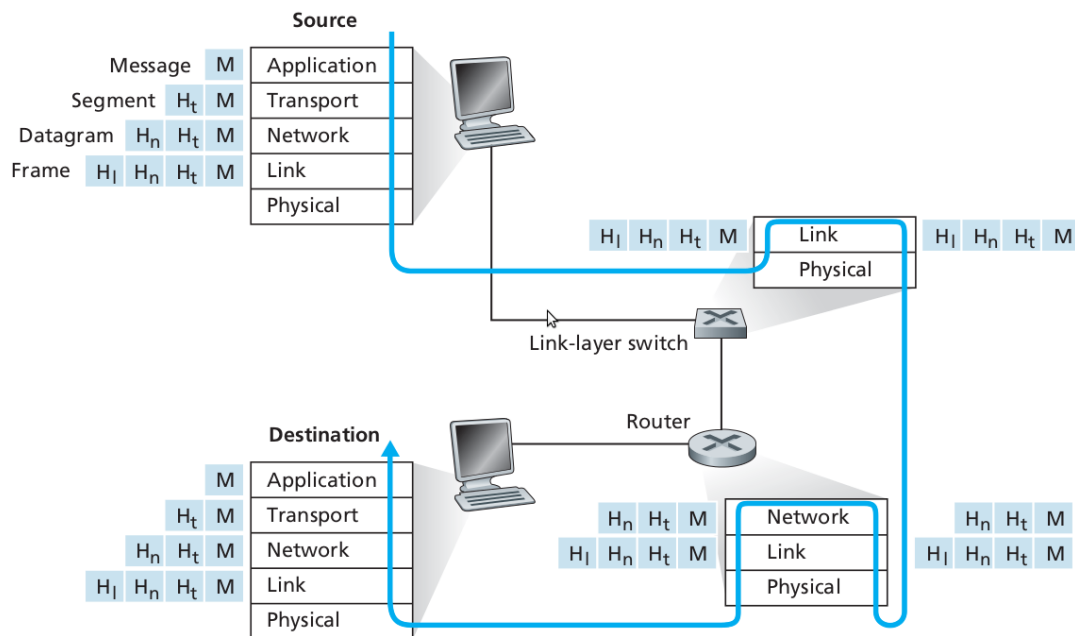 Source
Message M Application
Segment Hₜ M Transport
Datagram Hₙ Hₜ M Network
Frame Hₗ Hₙ Hₜ M Link
Physical
Hₗ Hₙ Hₜ M Link Hₗ Hₙ Hₜ M
Physical
Link-layer switch
Router
Destination
M Application
Hₜ M Transport
Hₙ Hₜ M Network
Hₗ Hₙ Hₜ M Link
Physical
Hₙ Hₜ M Network Hₙ Hₜ M
Hₗ Hₙ Hₜ M Link Hₗ Hₙ Hₜ M
Physical